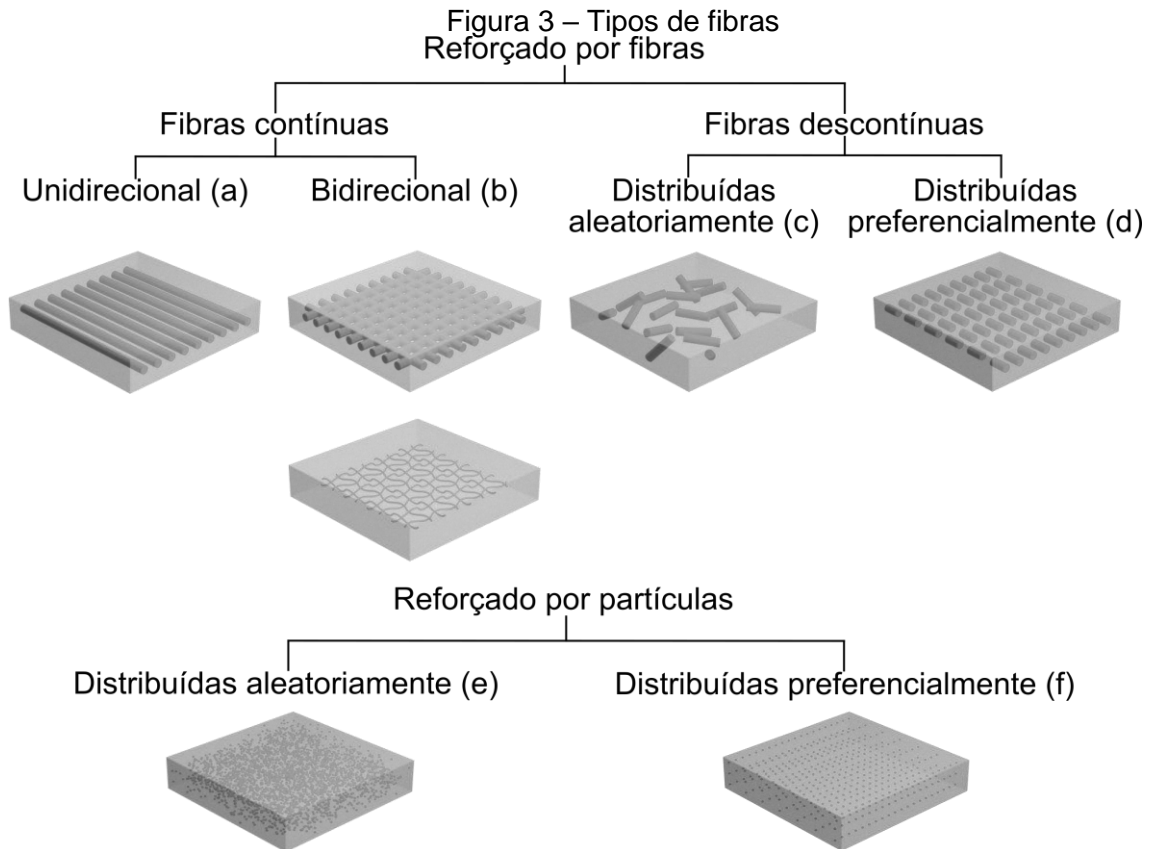 Figura 3 – Tipos de fibras
Reforçado por fibras
Fibras contínuas
Fibras descontínuas
Unidirecional (a)
Bidirecional (b)
Distribuídas
aleatoriamente (c)
Distribuídas
preferencialmente (d)
Reforçado por partículas
Distribuídas aleatoriamente (e)
Distribuídas preferencialmente (f)